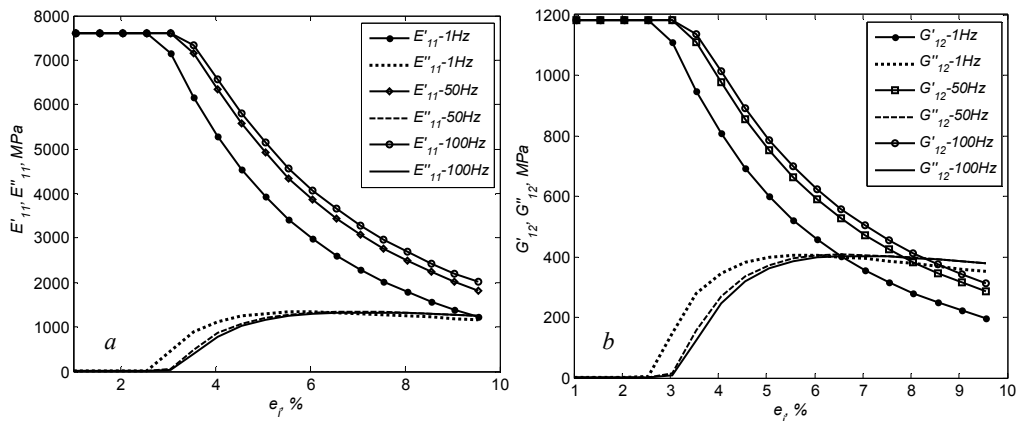 8000
7000
6000
5000
4000
3000
2000
1000
0
E'₁₁, E''₁₁, MPa
2
4
6
8
10
eᵢ, %
a
E'₁₁-1Hz
E''₁₁-1Hz
E'₁₁-50Hz
E''₁₁-50Hz
E'₁₁-100Hz
E''₁₁-100Hz
1200
1000
800
600
400
200
0
G'₁₂, G''₁₂, MPa
1
2
3
4
5
6
7
8
9
10
eᵢ, %
b
G'₁₂-1Hz
G''₁₂-1Hz
G'₁₂-50Hz
G''₁₂-50Hz
G'₁₂-100Hz
G''₁₂-100Hz